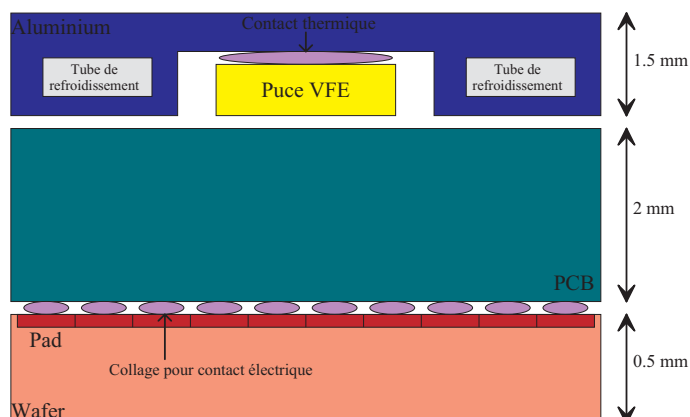 Contact thermique
Aluminium
Tube de
refroidissement
Puce VFE
Tube de
refroidissement
1.5 mm
2 mm
PCB
Pad
Collage pour contact électrique
0.5 mm
Wafer